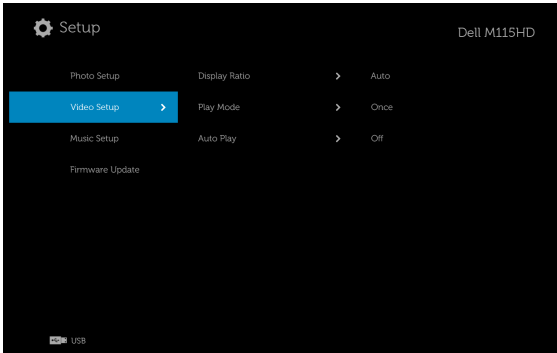 Setup
Dell M115HD
Photo Setup Display Ratio Auto
Video Setup Play Mode Once
Music Setup Auto Play Off
Firmware Update
USB